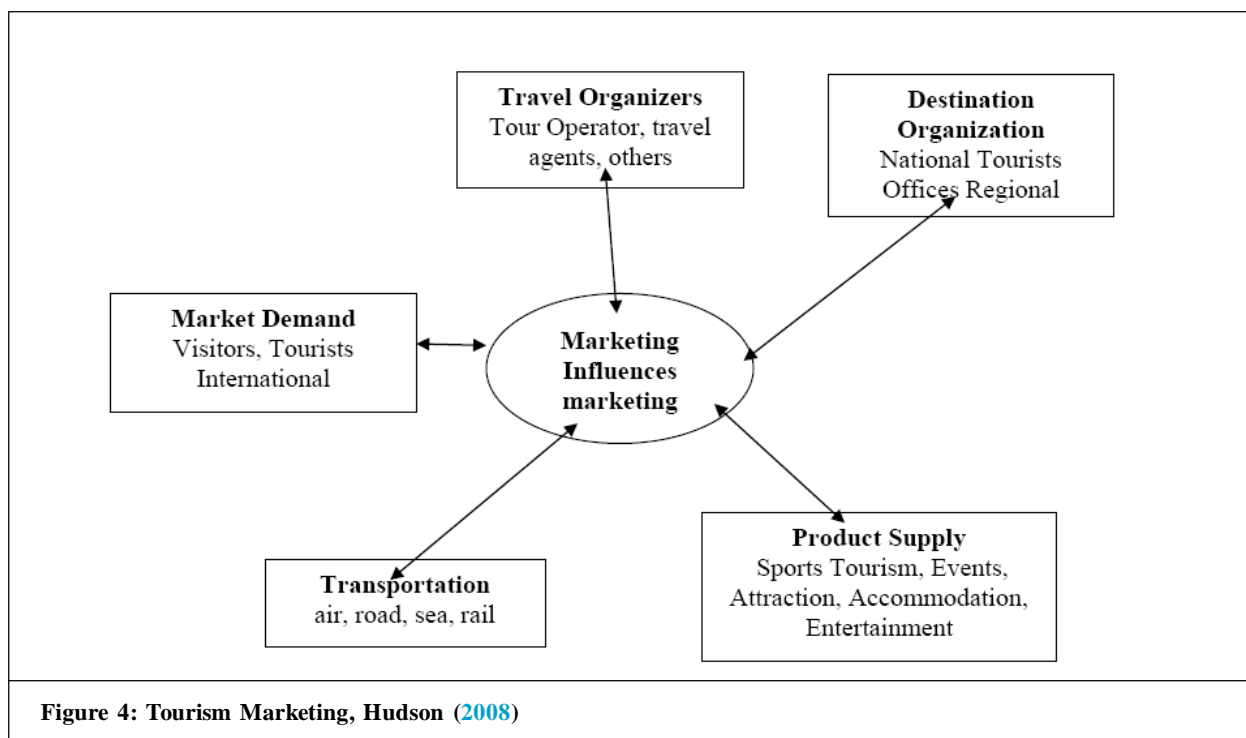 Travel Organizers
Tour Operator, travel
agents, others
Destination
Organization
National Tourists
Offices Regional
Market Demand
Visitors, Tourists
International
Marketing
Influences
marketing
Transportation
air, road, sea, rail
Product Supply
Sports Tourism, Events,
Attraction, Accommodation,
Entertainment
Figure 4: Tourism Marketing, Hudson (2008)